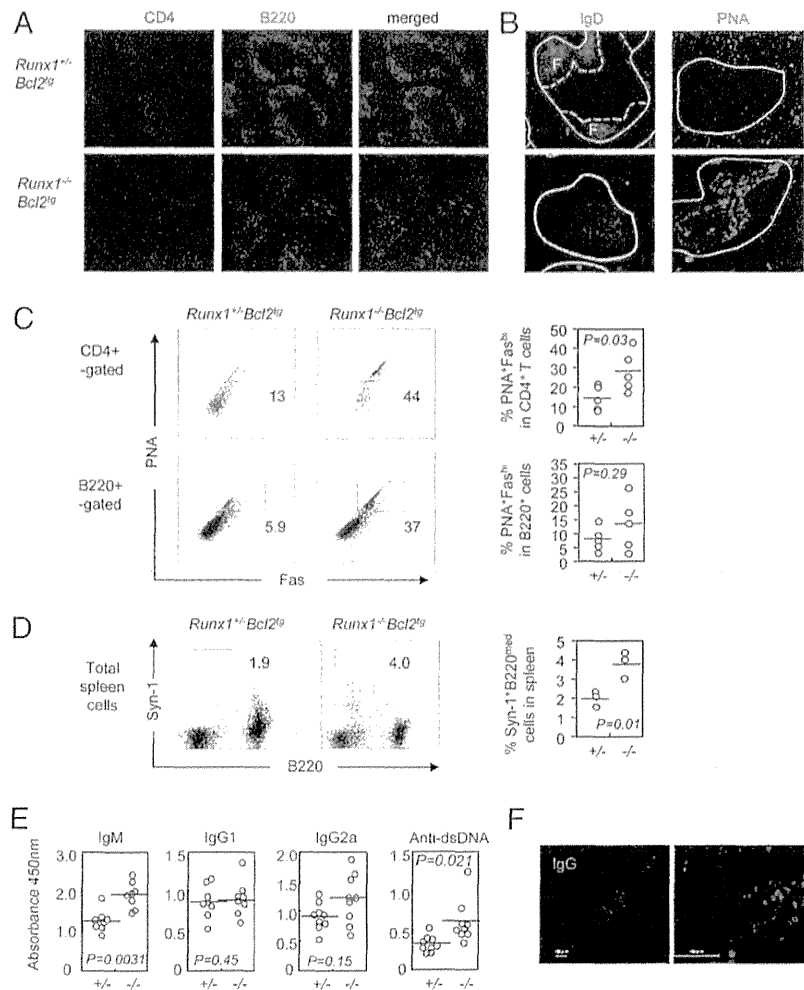 A
CD4 B220 merged
Runx1+/-
Bcl2tg
Runx1-/-
Bcl2tg
B
IgD PNA
F
F
C
Runx1+/-Bcl2tg Runx1-/-Bcl2tg
CD4+
-gated
13 44
PNA
B220+
-gated
5.9 37
Fas
% PNA+Fashi
in CD4+ T cells
50
40
30
20
10
0
P=0.03
+/- -/-
% PNA+Fashi
in B220+ cells
35
30
25
20
15
10
5
0
P=0.29
+/- -/-
D
Runx1+/-Bcl2tg Runx1-/-Bcl2tg
Total
spleen
cells
Syn-1
1.9 4.0
B220
% Syn-1+B220med
cells in spleen
5
4
3
2
1
0
P=0.01
+/- -/-
E
Absorbance 450nm
IgM IgG1 IgG2a Anti-dsDNA
3.0
2.0
1.0
0
P=0.0031
+/- -/-
1.5
1.0
0.5
0
P=0.45
+/- -/-
2.0
1.5
1.0
0.5
0
P=0.15
+/- -/-
1.5
1.0
0.5
0
P=0.021
+/- -/-
F
IgG